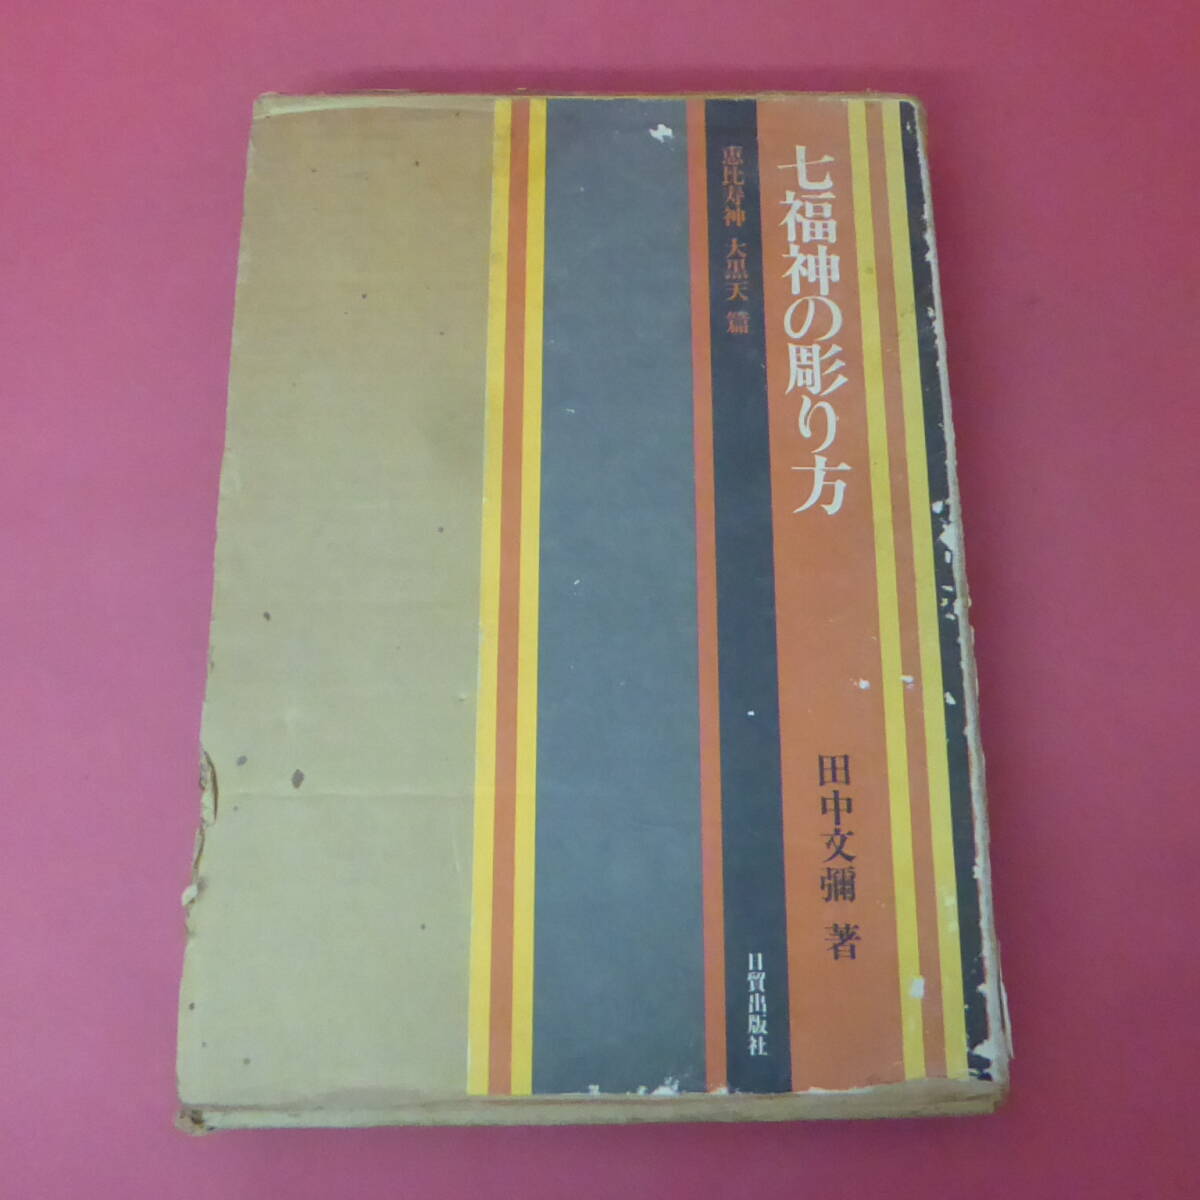 七福神の彫り方
恵比寿神 大黒天 篇
田中文彌 著
日貿出版社